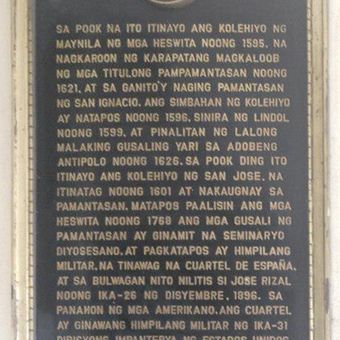 SA POOK NA ITO ITINAYO ANG KOLEHIYO NG
MAYNILA NG MGA HESWITA NOONG 1595, NA
NAGKAROON NG KARAPATANG MAGKALOOB
NG MGA TITULONG PAMPAMANTASAN NOONG
1621, AT SA GANITO'Y NAGING PAMANTASAN
NG SAN IGNACIO. ANG SIMBAHAN NG KOLEHIYO
AY NATAPOS NOONG 1596, SINIRA NG LINDOL
NOONG 1599, AT PINALITAN NG LALONG
MALAKING GUSALING YARI SA ADOBENG
ANTIPOLO NOONG 1626. SA POOK DING ITO
ITINAYO ANG KOLEHIYO NG SAN JOSE, NA
ITINATAG NOONG 1601 AT NAKAUGNAY SA
PAMANTASAN. MATAPOS PAALISIN ANG MGA
HESWITA NOONG 1768 ANG MGA GUSALI NG
PAMANTASAN AY GINAMIT NA SEMINARYO
DIYOSESANO, AT PAGKATAPOS AY HIMPILANG
MILITAR, NA TINAWAG NA CUARTEL DE ESPAÑA,
AT SA BULWAGAN NITO NILITIS SI JOSE RIZAL
NOONG IKA-26 NG DISYEMBRE, 1896. SA
PANAHON NG MGA AMERIKANO, ANG CUARTEL
AY GINAWANG HIMPILANG MILITAR NG IKA-31
DIBISYONG IMPANTERYA NG ESTADOS UNIDOS